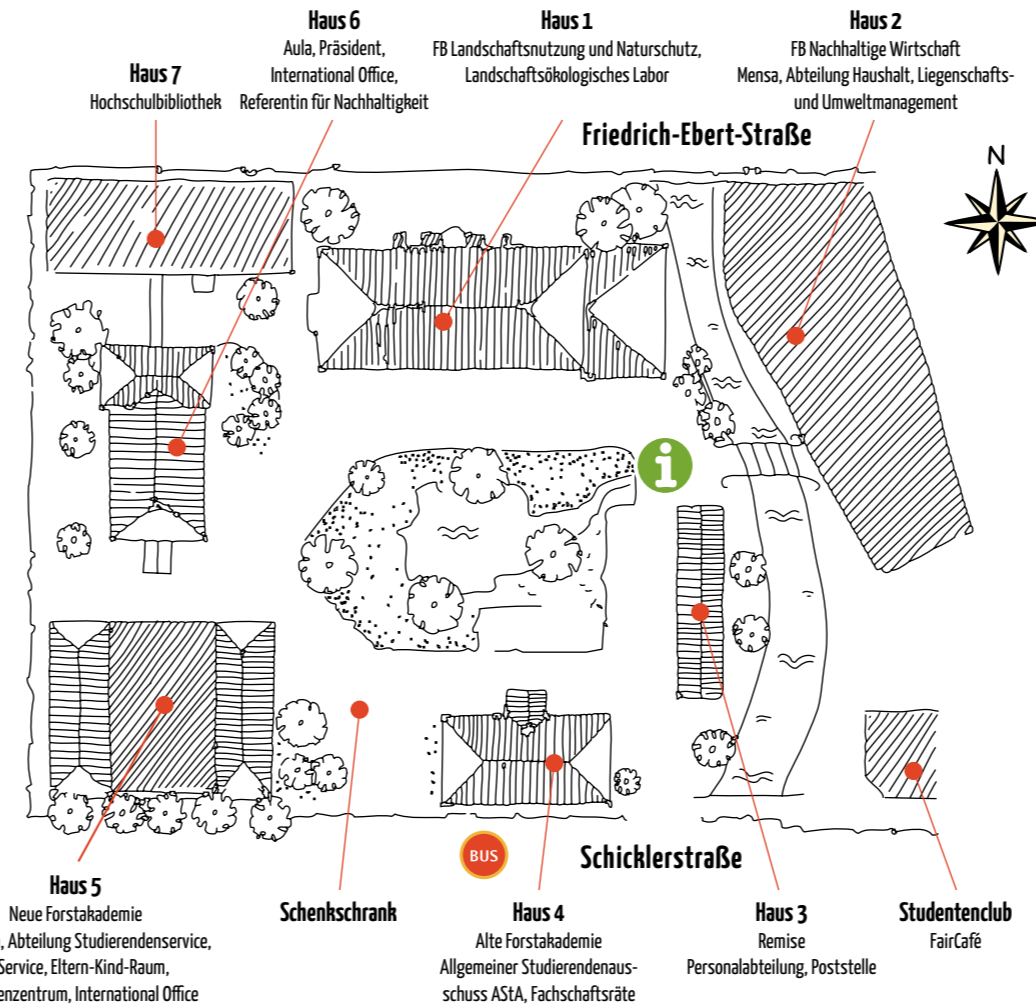 Haus 6
Aula, Präsident,
International Office,
Referentin für Nachhaltigkeit
Haus 1
FB Landschaftsnutzung und Naturschutz,
Landschaftsökologisches Labor
Haus 2
FB Nachhaltige Wirtschaft
Mensa, Abteilung Haushalt, Liegenschafts-
und Umweltmanagement
Haus 7
Hochschulbibliothek
Friedrich-Ebert-Straße
N
i
BUS
Schicklerstraße
Haus 5
Neue Forstakademie
, Abteilung Studierendenservice,
Service, Eltern-Kind-Raum,
enzentrum, International Office
Schenkschrank
Haus 4
Alte Forstakademie
Allgemeiner Studierendenaus-
schuss AStA, Fachschaftsräte
Haus 3
Remise
Personalabteilung, Poststelle
Studentenclub
FairCafé